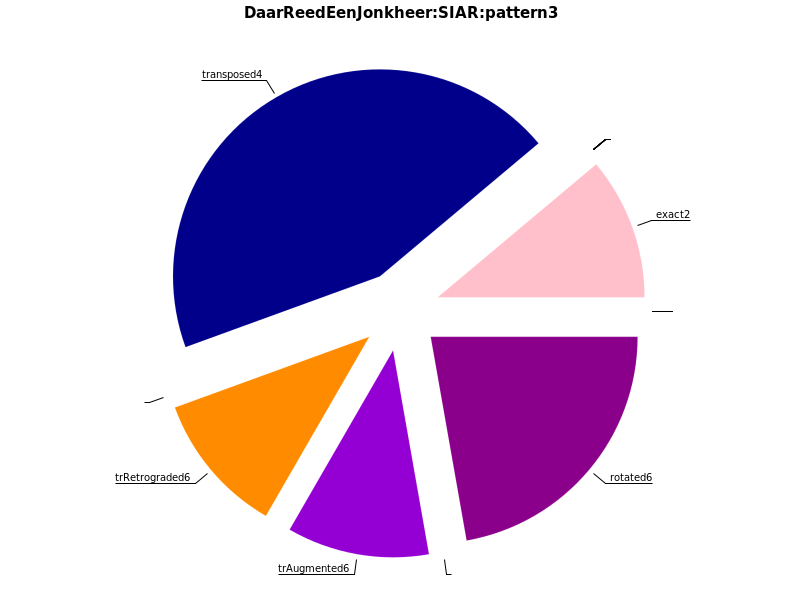 DaarReedEenJonkheer:SIAR:pattern3
transposed4
exact2
trRetrograded6
rotated6
trAugmented6